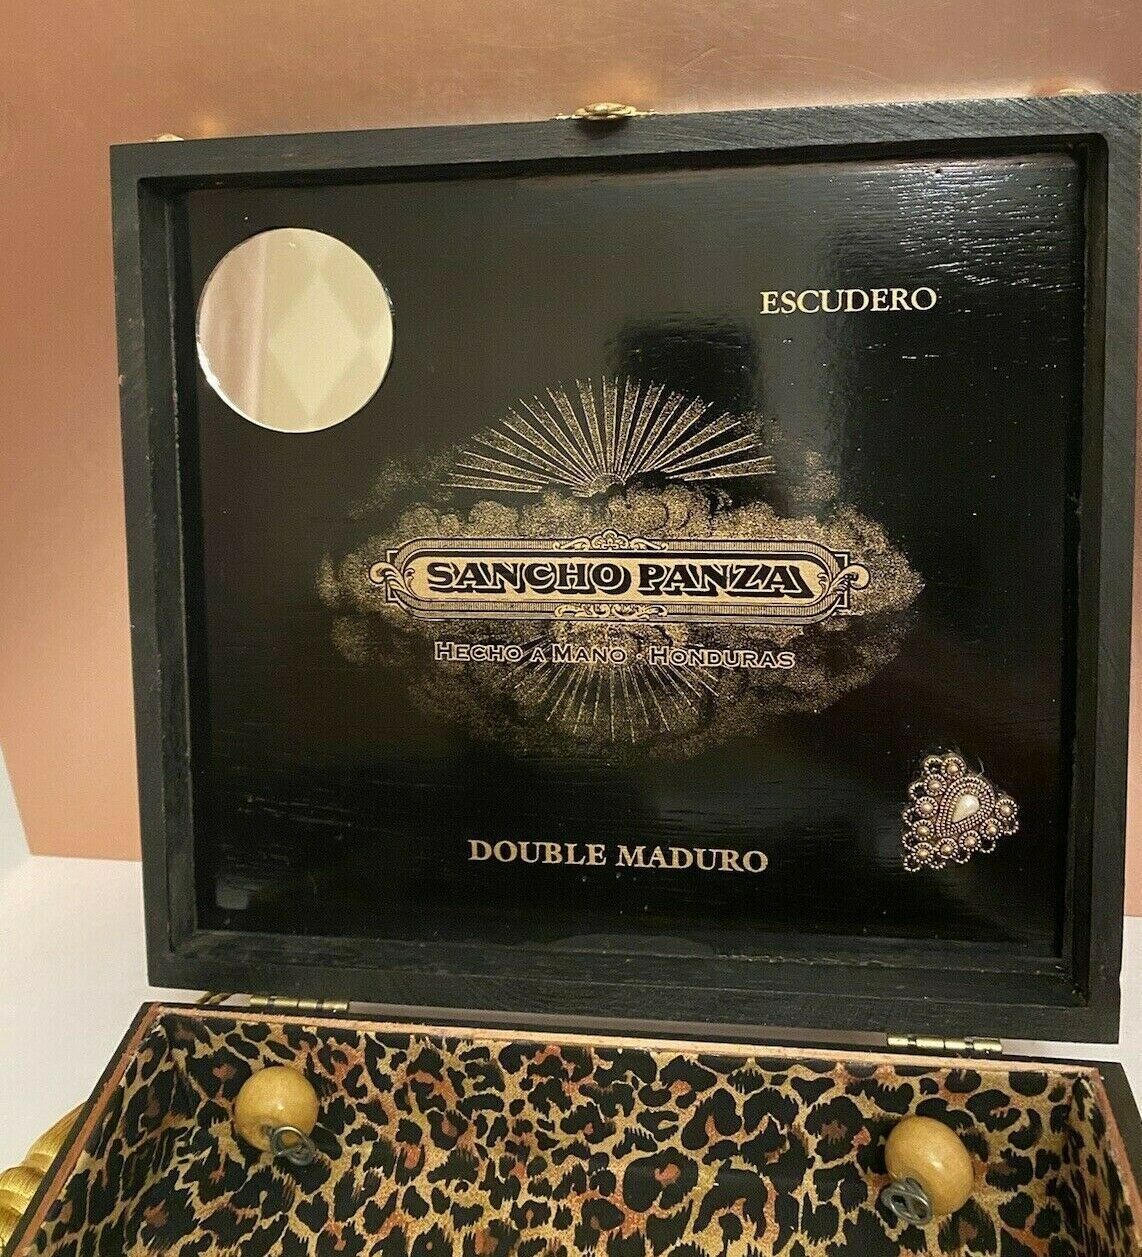 ESCUDERO
SANCHO PANZA
HECHO A MANO · HONDURAS
DOUBLE MADURO